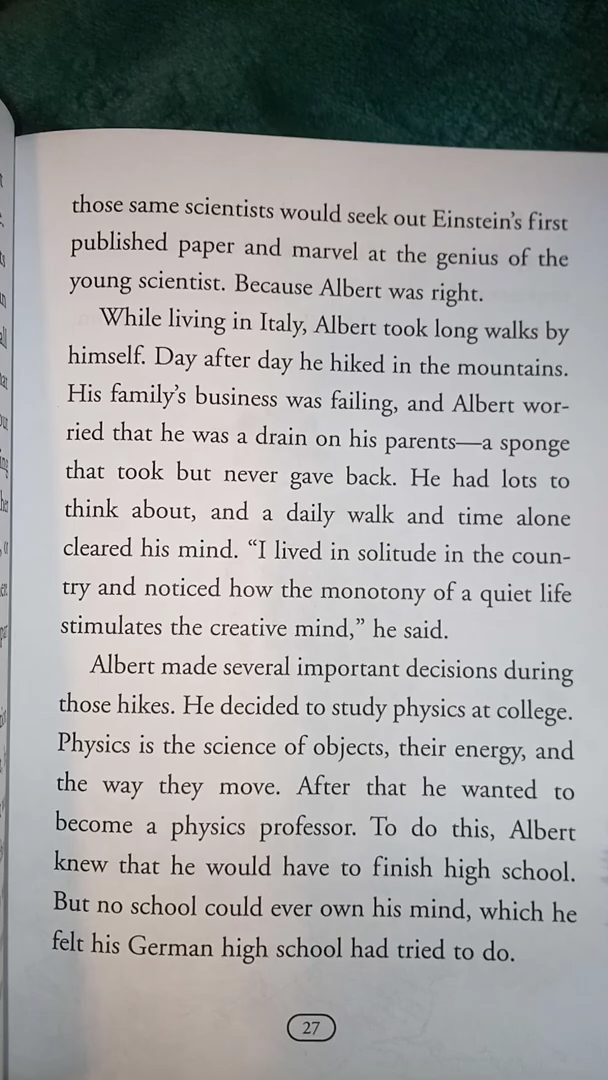 those same scientists would seek out Einstein's first
published paper and marvel at the genius of the
young scientist. Because Albert was right.
While living in Italy, Albert took long walks by
himself. Day after day he hiked in the mountains.
His family's business was failing, and Albert wor-
ried that he was a drain on his parents—a sponge
that took but never gave back. He had lots to
think about, and a daily walk and time alone
cleared his mind. “I lived in solitude in the coun-
try and noticed how the monotony of a quiet life
stimulates the creative mind,” he said.
Albert made several important decisions during
those hikes. He decided to study physics at college.
Physics is the science of objects, their energy, and
the way they move. After that he wanted to
become a physics professor. To do this, Albert
knew that he would have to finish high school.
But no school could ever own his mind, which he
felt his German high school had tried to do.
27